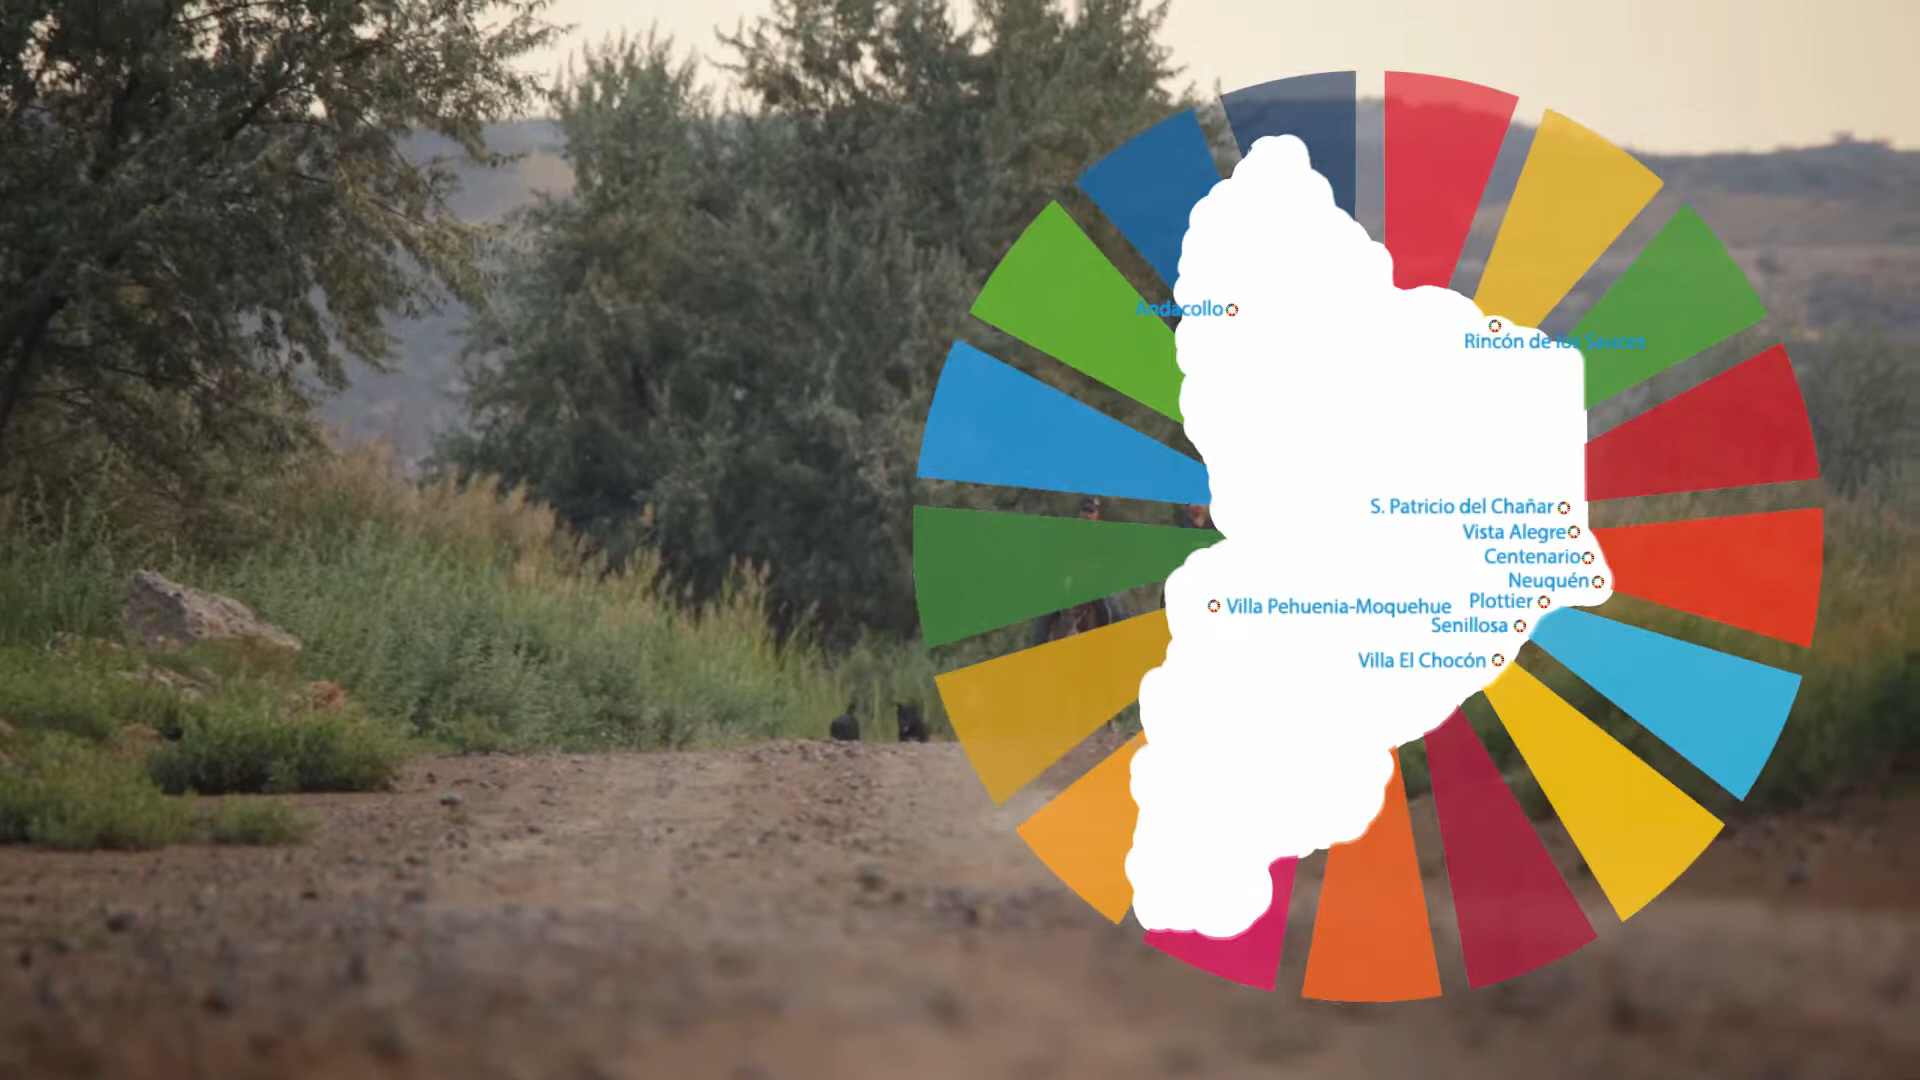 Andacollo
Rincón de los Sauces
S. Patricio del Chañar
Vista Alegre
Centenario
Neuquén
Plottier
Villa Pehuenia-Moquehue
Senillosa
Villa El Chocón